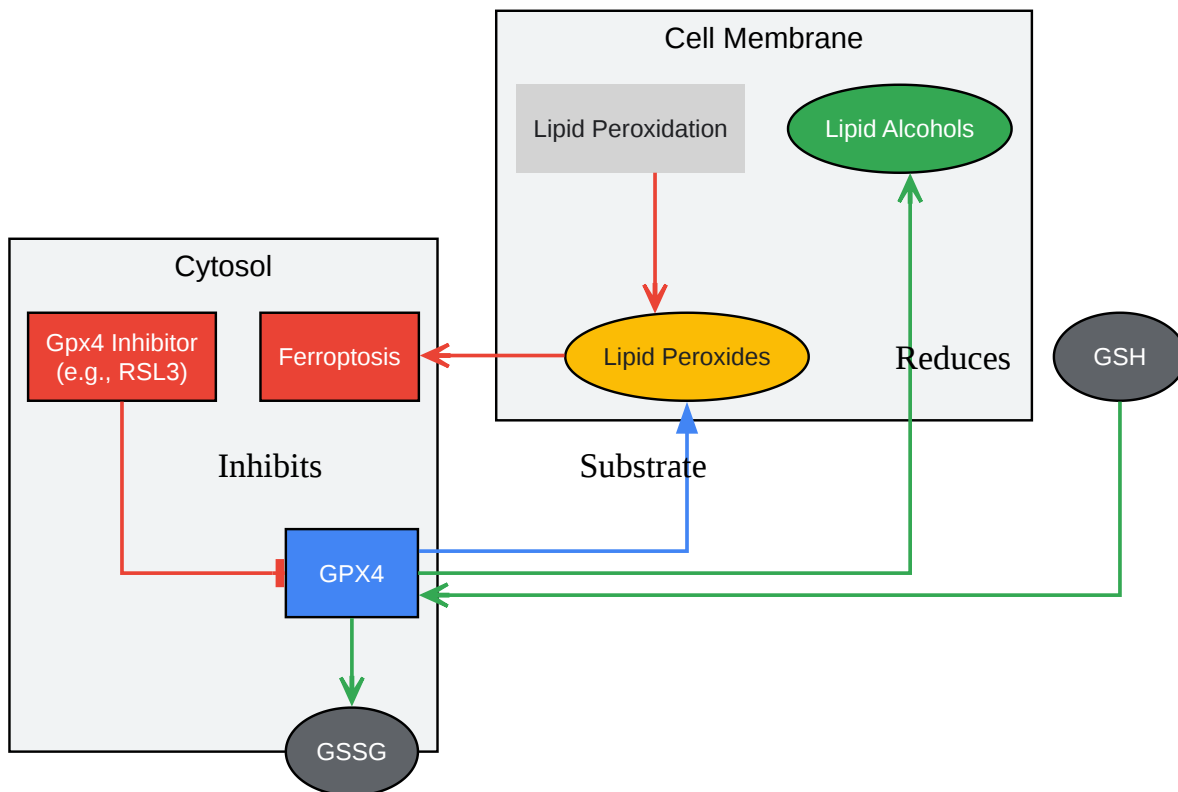 Cell Membrane
Lipid Peroxidation
Lipid Alcohols
Cytosol
Gpx4 Inhibitor
(e.g., RSL3)
Ferroptosis
Lipid Peroxides
Reduces
GSH
Inhibits
Substrate
GPX4
GSSG